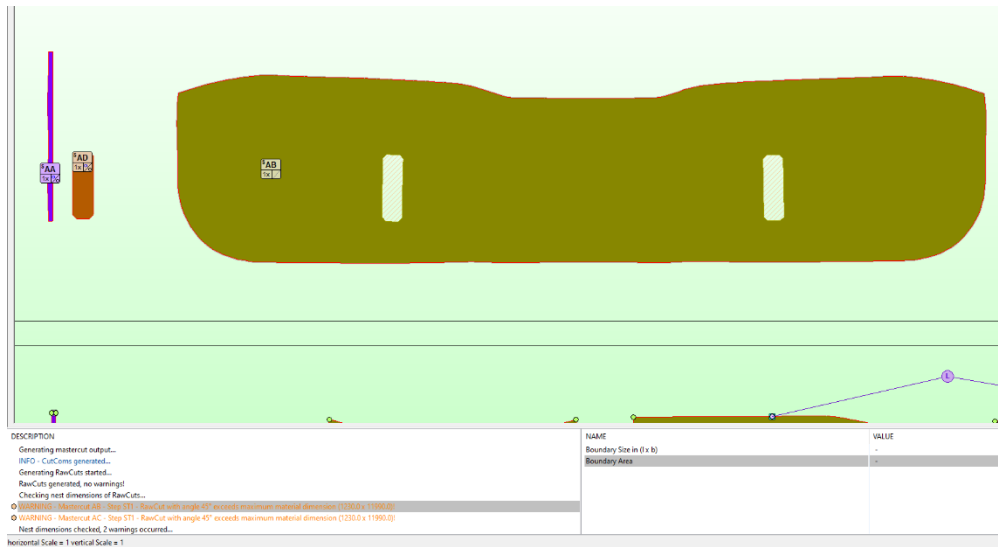 AD
1x
AA
1x
AB
1x
L
DESCRIPTION
Generating mastercut output...
INFO - CutComs generated...
Generating RawCuts started...
RawCuts generated, no warnings!
Checking nest dimensions of RawCuts...
WARNING - Mastercut AB - Step ST1 - RawCut with angle 45° exceeds maximum material dimension (1230.0 x 11990.0)!
WARNING - Mastercut AC - Step ST1 - RawCut with angle 45° exceeds maximum material dimension (1230.0 x 11990.0)!
Nest dimensions checked, 2 warnings occurred...
NAME VALUE
Boundary Size in (l x b) -
Boundary Area -
horizontal Scale = 1 vertical Scale = 1